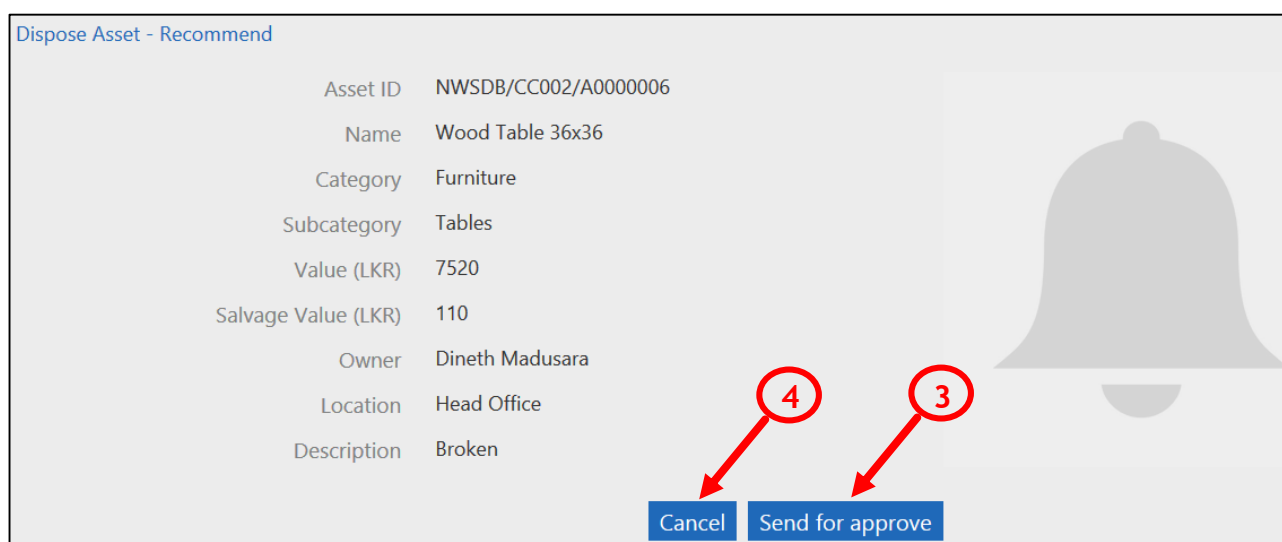 Dispose Asset - Recommend
Asset ID NWSDB/CC002/A0000006
Name Wood Table 36x36
Category Furniture
Subcategory Tables
Value (LKR) 7520
Salvage Value (LKR) 110
Owner Dineth Madusara
Location Head Office
Description Broken
4 3
Cancel Send for approve